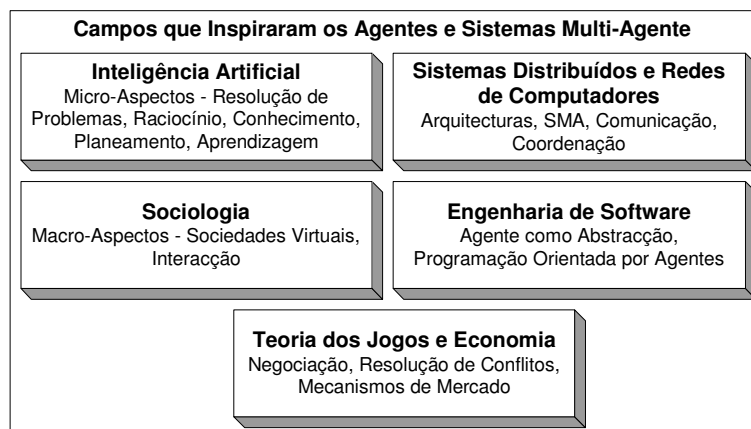 Campos que Inspiraram os Agentes e Sistemas Multi-Agente
Inteligência Artificial
Micro-Aspectos - Resolução de
Problemas, Raciocínio, Conhecimento,
Planeamento, Aprendizagem
Sistemas Distribuídos e Redes
de Computadores
Arquitecturas, SMA, Comunicação,
Coordenação
Sociologia
Macro-Aspectos - Sociedades Virtuais,
Interacção
Engenharia de Software
Agente como Abstracção,
Programação Orientada por Agentes
Teoria dos Jogos e Economia
Negociação, Resolução de Conflitos,
Mecanismos de Mercado